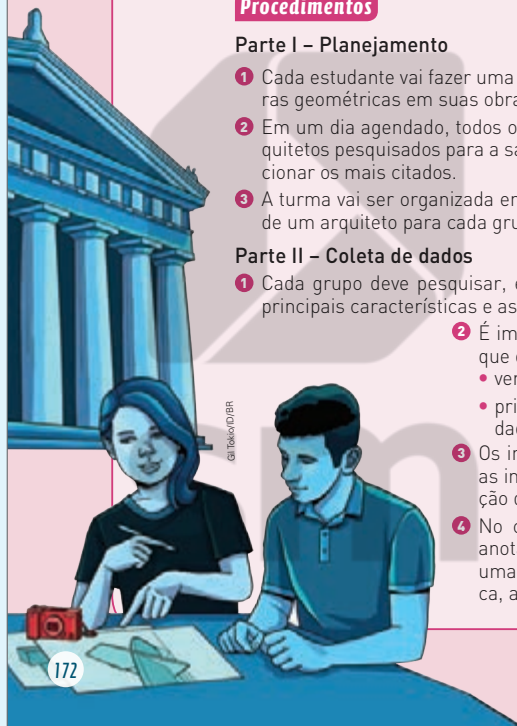 Procedimentos
Parte I – Planejamento
1 Cada estudante vai fazer uma
ras geométricas em suas obra
2 Em um dia agendado, todos o
quitetos pesquisados para a sa
cionar os mais citados.
3 A turma vai ser organizada em
de um arquiteto para cada gru
Parte II – Coleta de dados
1 Cada grupo deve pesquisar, e
principais características e as
2 É im
que
• ver
• pri
dad
3 Os in
as in
ção d
4 No c
anot
uma
ca, a
Gil Tokio/ID/BR
sm
172